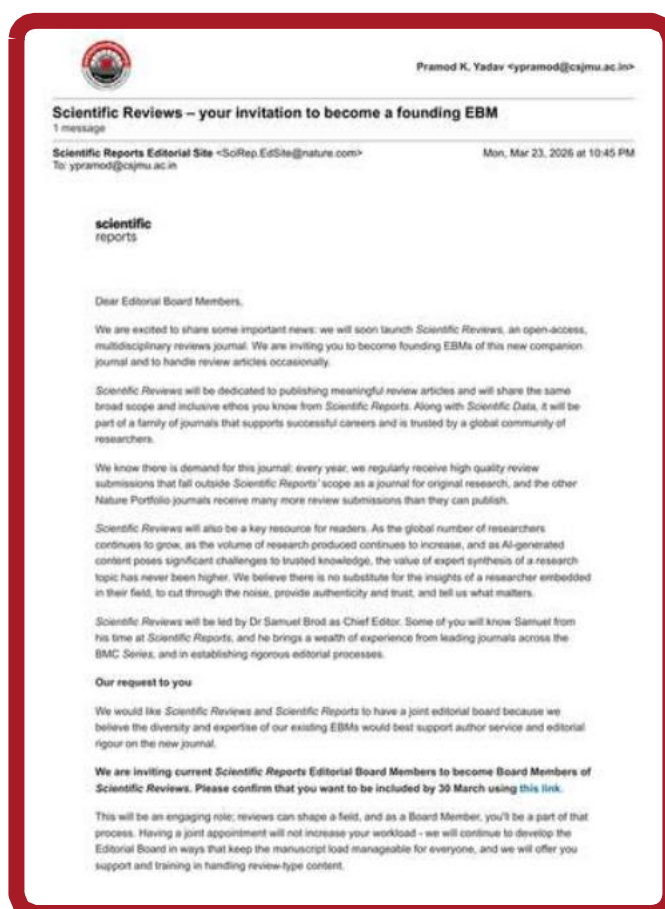 Pramod K. Yadav <ypramod@csjmu.ac.in>
Scientific Reviews – your invitation to become a founding EBM
1 message
Scientific Reports Editorial Site <SciRep.EdSite@nature.com>
Mon, Mar 23, 2026 at 10:45 PM
To: ypramod@csjmu.ac.in
scientific
reports
Dear Editorial Board Members,
We are excited to share some important news: we will soon launch Scientific Reviews, an open-access,
multidisciplinary reviews journal. We are inviting you to become founding EBMs of this new companion
journal and to handle review articles occasionally.
Scientific Reviews will be dedicated to publishing meaningful review articles and will share the same
broad scope and inclusive ethos you know from Scientific Reports. Along with Scientific Data, it will be
part of a family of journals that supports successful careers and is trusted by a global community of
researchers.
We know there is demand for this journal: every year, we regularly receive high quality review
submissions that fall outside Scientific Reports' scope as a journal for original research, and the other
Nature Portfolio journals receive many more review submissions than they can publish.
Scientific Reviews will also be a key resource for readers. As the global number of researchers
continues to grow, as the volume of research produced continues to increase, and as AI-generated
content poses significant challenges to trusted knowledge, the value of expert synthesis of a research
topic has never been higher. We believe there is no substitute for the insights of a researcher embedded
in their field, to cut through the noise, provide authenticity and trust, and tell us what matters.
Scientific Reviews will be led by Dr Samuel Brod as Chief Editor. Some of you will know Samuel from
his time at Scientific Reports, and he brings a wealth of experience from leading journals across the
BMC Series, and in establishing rigorous editorial processes.
Our request to you
We would like Scientific Reviews and Scientific Reports to have a joint editorial board because we
believe the diversity and expertise of our existing EBMs would best support author service and editorial
rigour on the new journal.
We are inviting current Scientific Reports Editorial Board Members to become Board Members of
Scientific Reviews. Please confirm that you want to be included by 30 March using this link.
This will be an engaging role; reviews can shape a field, and as a Board Member, you'll be a part of that
process. Having a joint appointment will not increase your workload - we will continue to develop the
Editorial Board in ways that keep the manuscript load manageable for everyone, and we will offer you
support and training in handling review-type content.